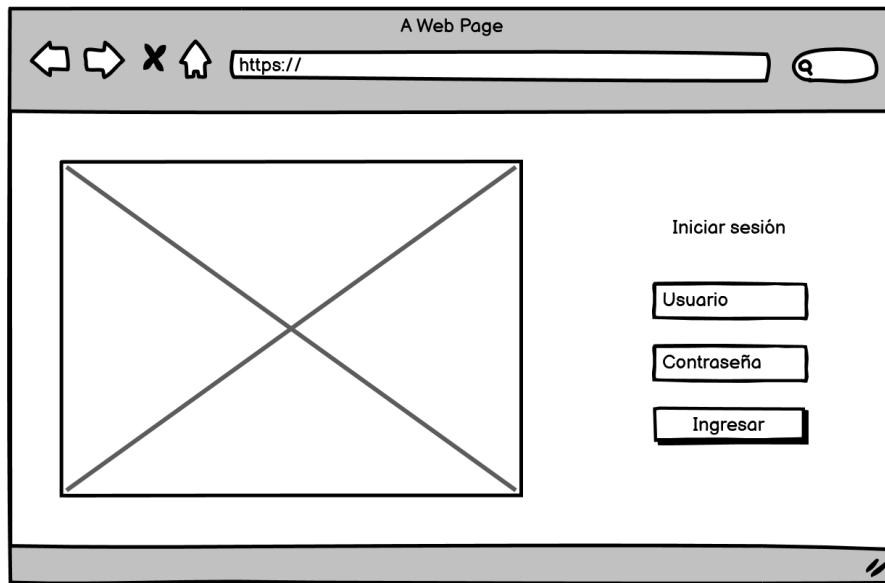 A Web Page
https://
Iniciar sesión
Usuario
Contraseña
Ingresar